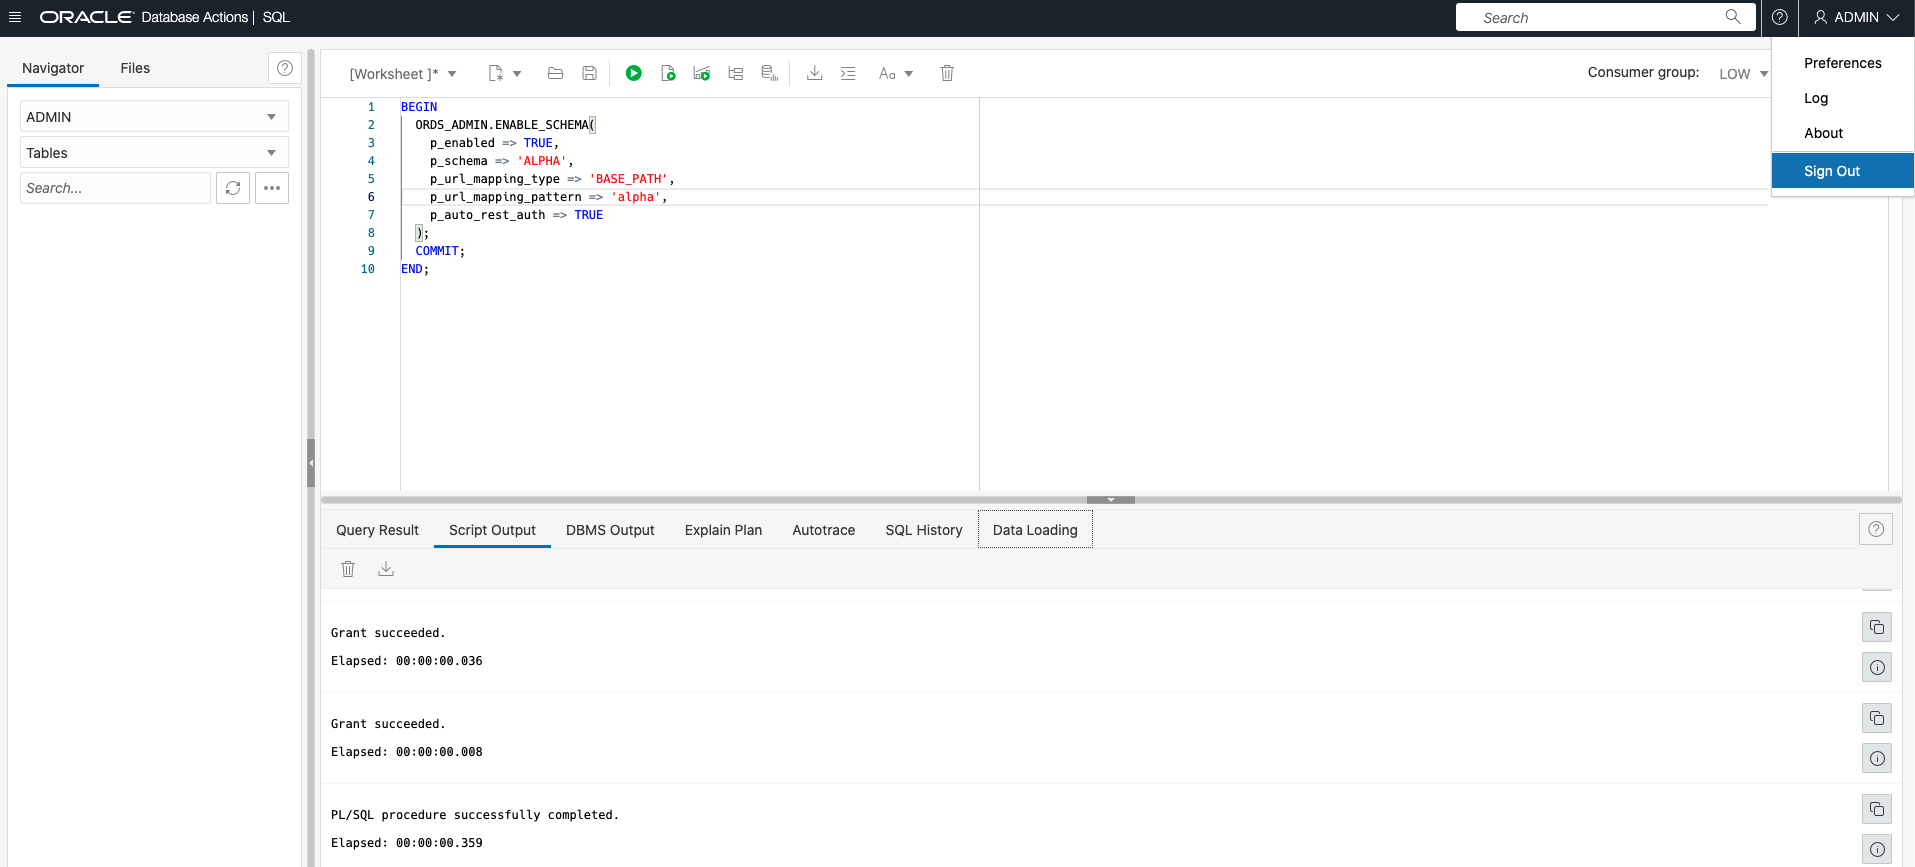 ORACLE Database Actions | SQL
Search
ADMIN
Preferences
Log
About
Sign Out
Navigator
Files
ADMIN
Tables
Search...
[Worksheet ]*
Aa
Consumer group:
LOW
1 BEGIN
2 ORDS_ADMIN.ENABLE_SCHEMA(
3 p_enabled => TRUE,
4 p_schema => 'ALPHA',
5 p_url_mapping_type => 'BASE_PATH',
6 p_url_mapping_pattern => 'alpha',
7 p_auto_rest_auth => TRUE
8 );
9 COMMIT;
10 END;
Query Result
Script Output
DBMS Output
Explain Plan
Autotrace
SQL History
Data Loading
Grant succeeded.
Elapsed: 00:00:00.036
Grant succeeded.
Elapsed: 00:00:00.008
PL/SQL procedure successfully completed.
Elapsed: 00:00:00.359